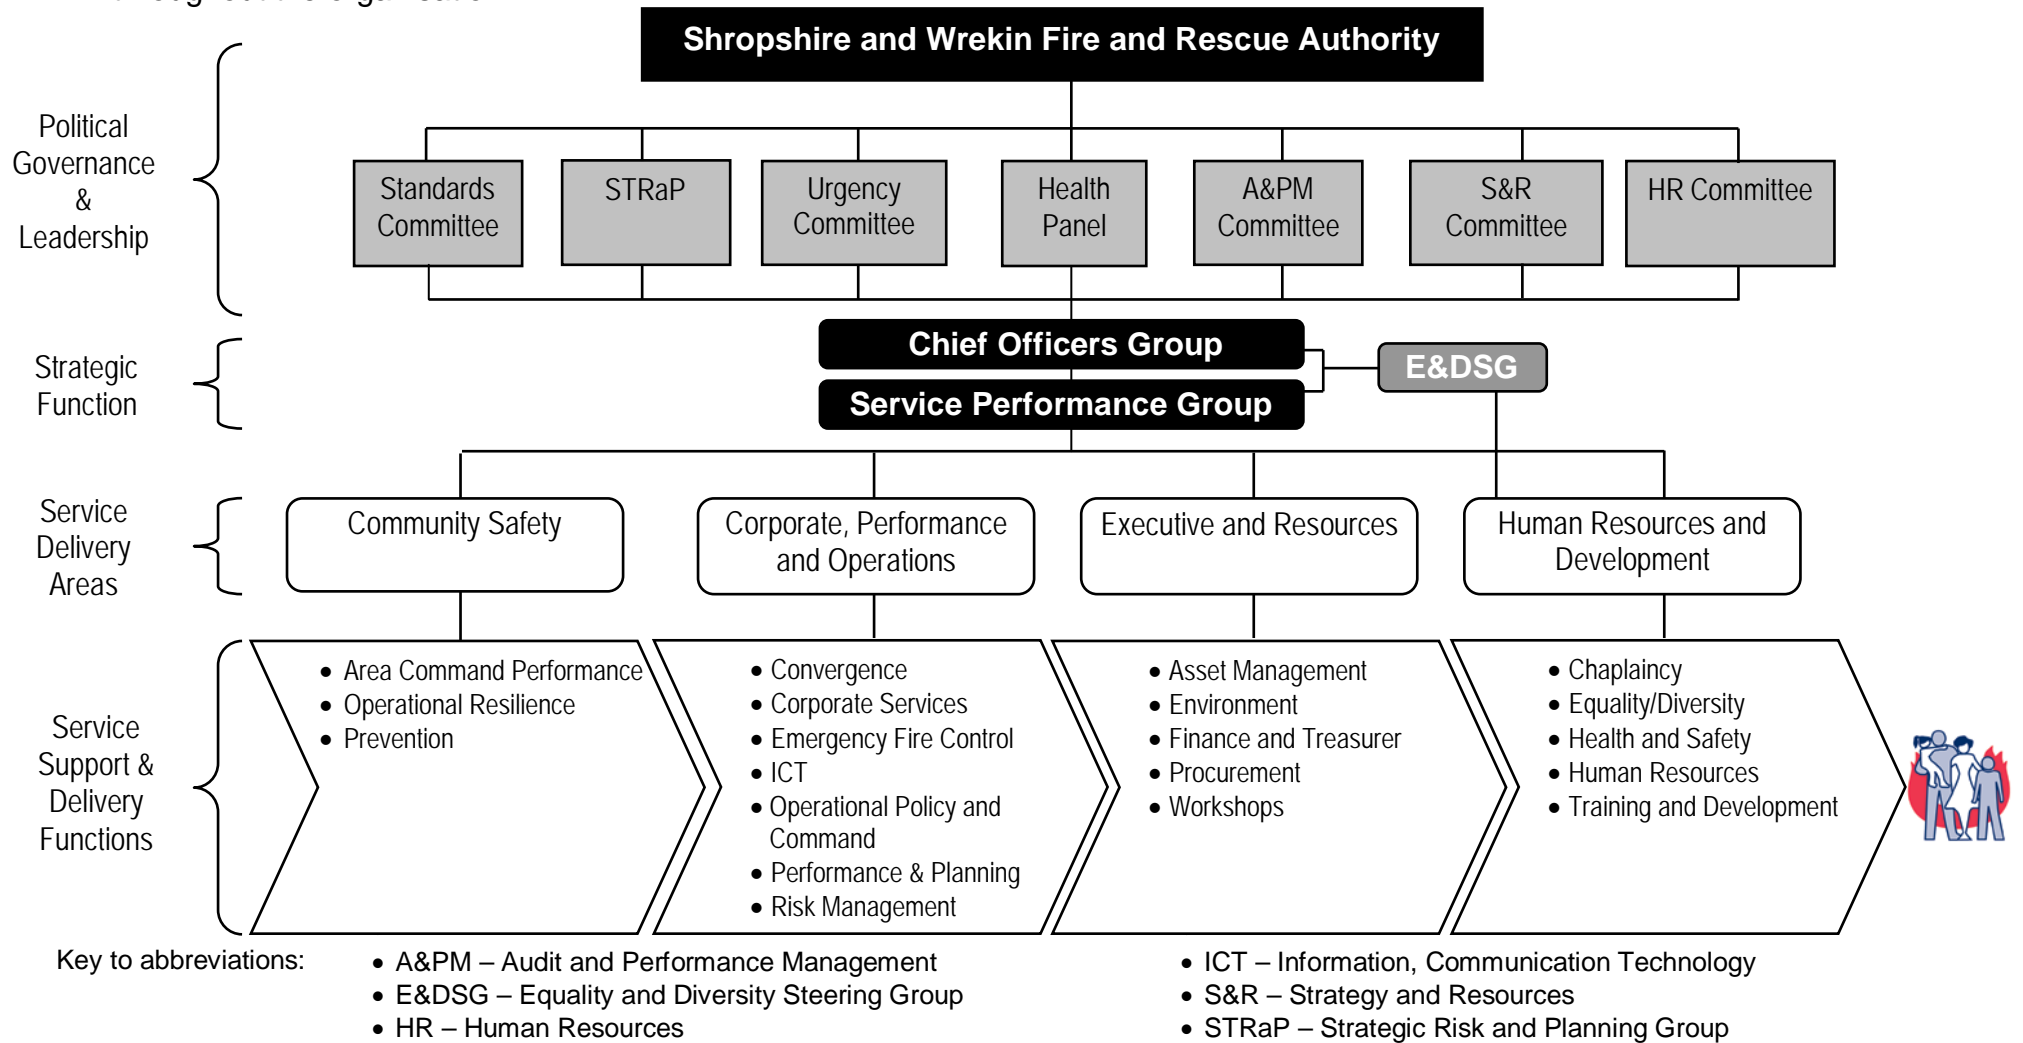 Shropshire and Wrekin Fire and Rescue Authority
Political
Governance
&
Leadership
Standards
Committee
STRaP
Urgency
Committee
Health
Panel
A&PM
Committee
S&R
Committee
HR Committee
Strategic
Function
Chief Officers Group
Service Performance Group
E&DSG
Service
Delivery
Areas
Community Safety
Corporate, Performance
and Operations
Executive and Resources
Human Resources and
Development
Service
Support &
Delivery
Functions
• Area Command Performance
• Operational Resilience
• Prevention
• Convergence
• Corporate Services
• Emergency Fire Control
• ICT
• Operational Policy and
Command
• Performance & Planning
• Risk Management
• Asset Management
• Environment
• Finance and Treasurer
• Procurement
• Workshops
• Chaplaincy
• Equality/Diversity
• Health and Safety
• Human Resources
• Training and Development
Key to abbreviations:
• A&PM – Audit and Performance Management
• E&DSG – Equality and Diversity Steering Group
• HR – Human Resources
• ICT – Information, Communication Technology
• S&R – Strategy and Resources
• STRaP – Strategic Risk and Planning Group